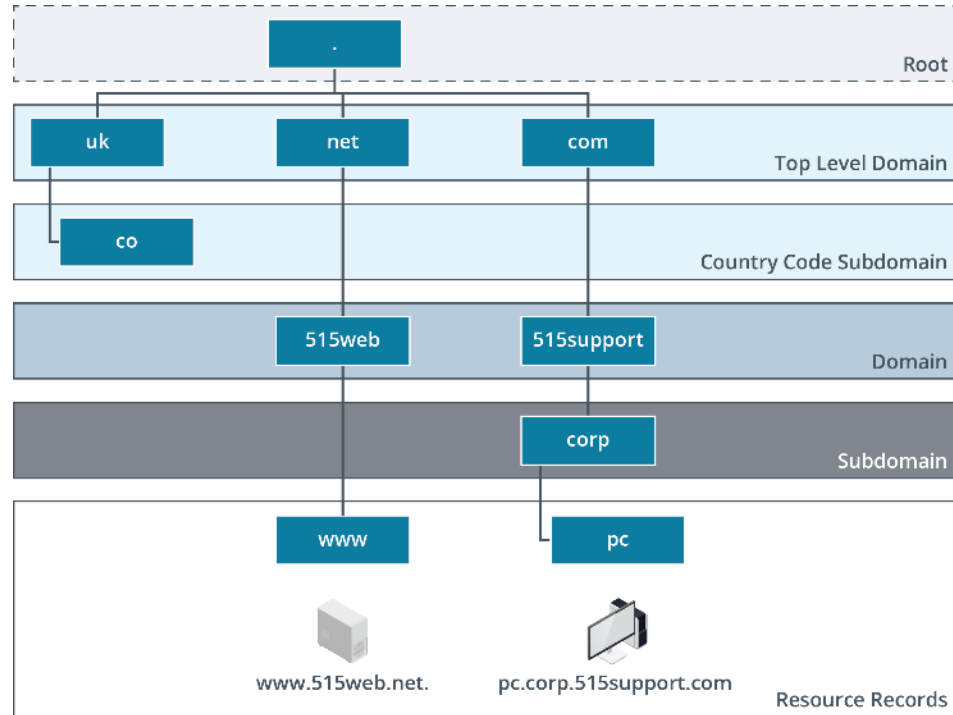 .
Root
uk net com
Top Level Domain
co
Country Code Subdomain
515web 515support
Domain
corp
Subdomain
www pc
www.515web.net. pc.corp.515support.com
Resource Records